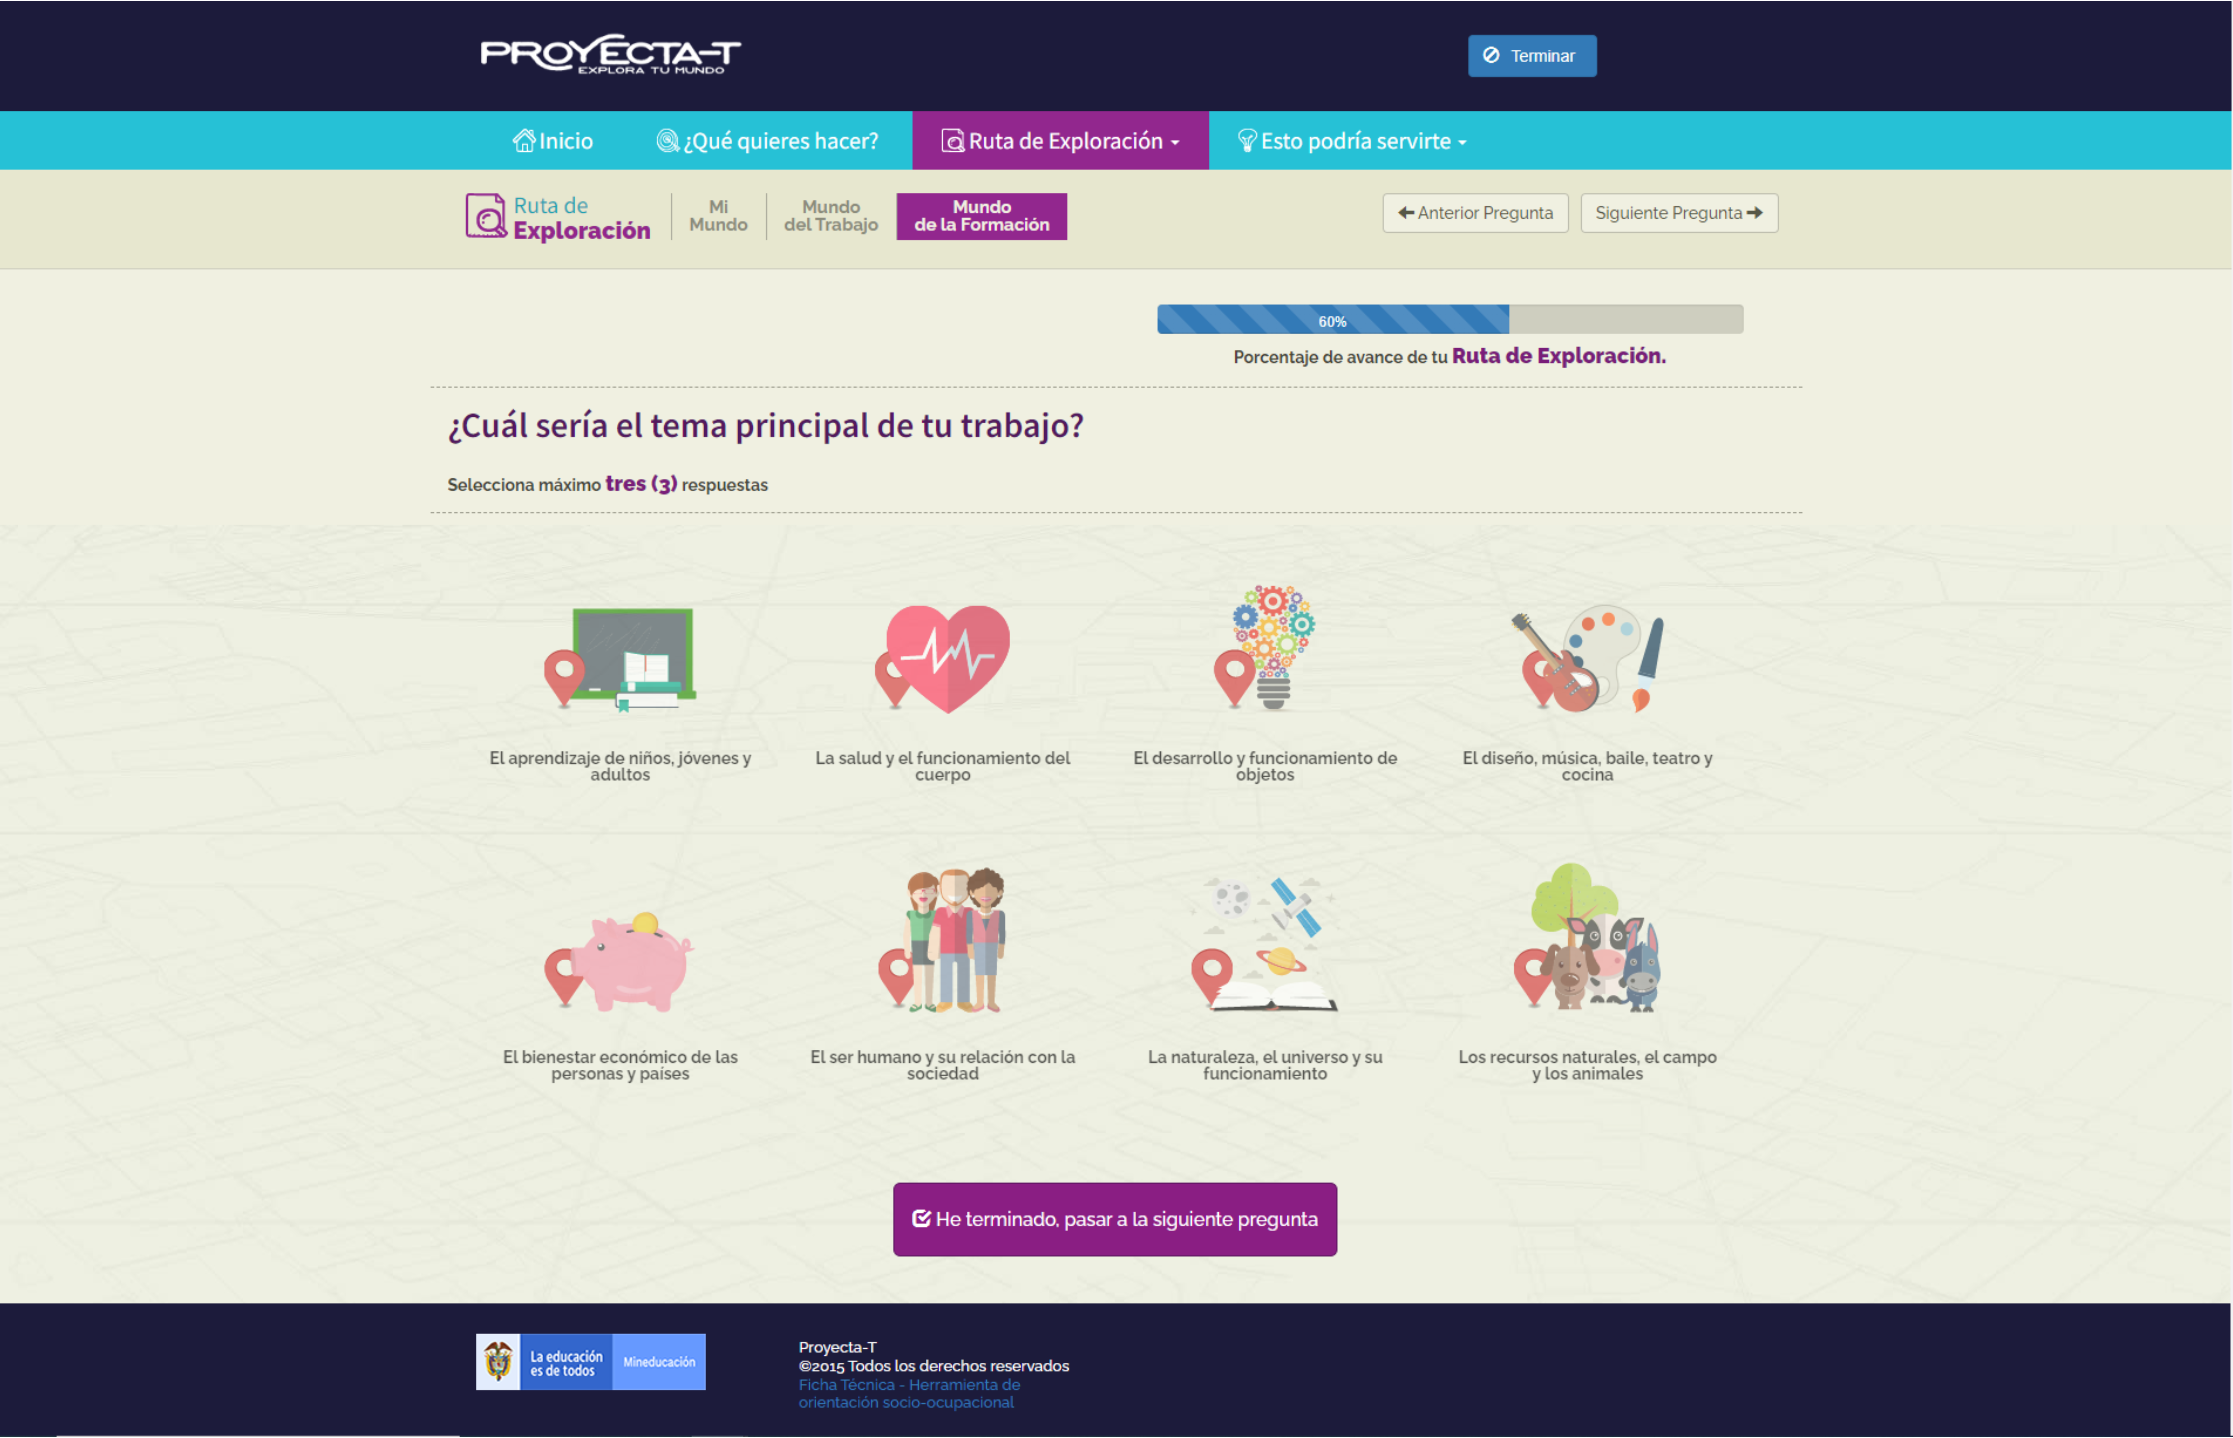 PROYECTA-T
EXPLORA TU MUNDO
Terminar
Inicio
¿Qué quieres hacer?
Ruta de Exploración
Esto podría servirte
Ruta de
Exploración
Mi
Mundo
Mundo
del Trabajo
Mundo
de la Formación
Anterior Pregunta
Siguiente Pregunta
60%
Porcentaje de avance de tu Ruta de Exploración.
¿Cuál sería el tema principal de tu trabajo?
Selecciona máximo tres (3) respuestas
El aprendizaje de niños, jóvenes y
adultos
La salud y el funcionamiento del
cuerpo
El desarrollo y funcionamiento de
objetos
El diseño, música, baile, teatro y
cocina
El bienestar económico de las
personas y países
El ser humano y su relación con la
sociedad
La naturaleza, el universo y su
funcionamiento
Los recursos naturales, el campo
y los animales
He terminado, pasar a la siguiente pregunta
La educación
es de todos
Mineducación
Proyecta-T
©2015 Todos los derechos reservados
Ficha Técnica - Herramienta de
orientación socio-ocupacional